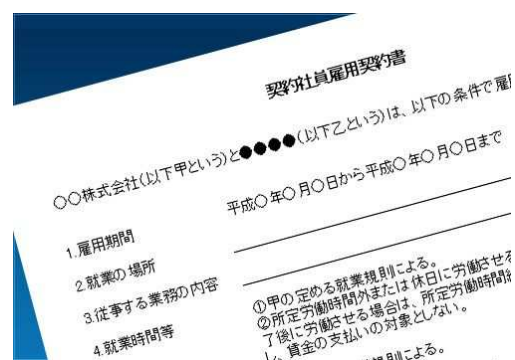 契約社員雇用契約書
○○株式会社(以下甲という)と●●●●(以下乙という)は、以下の条件で雇用
1.雇用期間 平成○年○月○日から平成○年○月○日まで
2.就業の場所
3.従事する業務の内容
4.就業時間等 ①甲の定める就業規則による。
②所定労働時間外または休日に労働させる
了後に労働させる場合は、所定労働時間終
し、賃金の支払いの対象としない。
就業規則による。